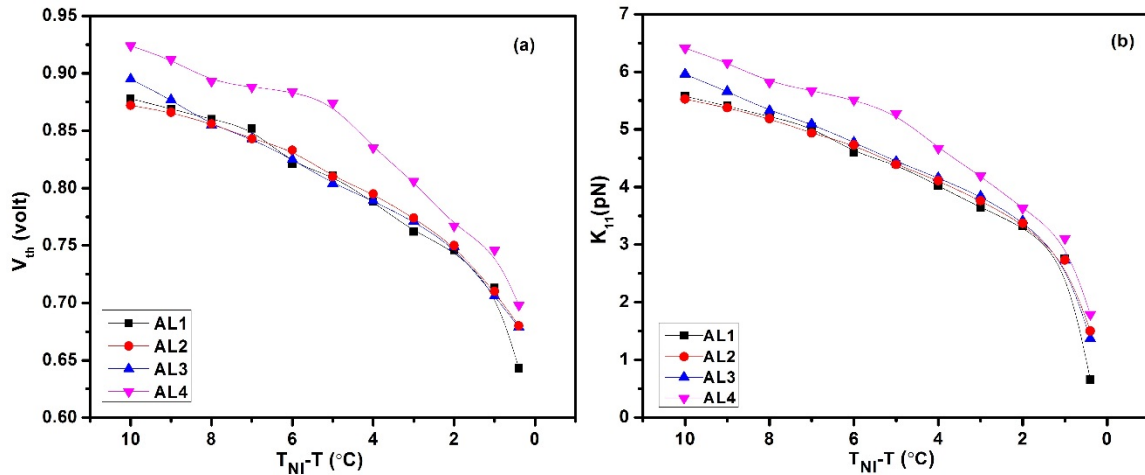 (a)
V_th (volt)
0.95
0.90
0.85
0.80
0.75
0.70
0.65
0.60
AL1
AL2
AL3
AL4
10 8 6 4 2 0
T_NI-T (°C)
(b)
K_11(pN)
7
6
5
4
3
2
1
0
AL1
AL2
AL3
AL4
10 8 6 4 2 0
T_NI-T (°C)